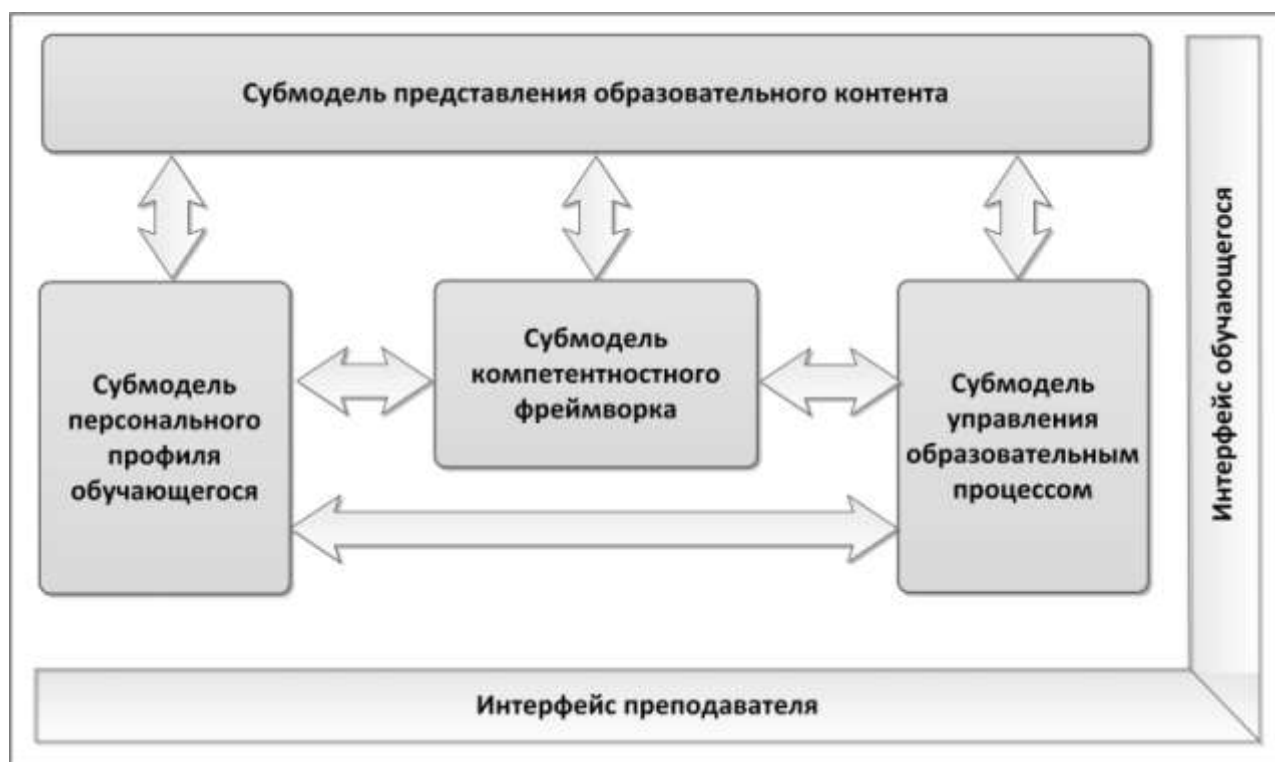 Субмодель представления образовательного контента
Субмодель
персонального
профиля
обучающегося
Субмодель
компетентностного
фреймворка
Субмодель
управления
образовательным
процессом
Интерфейс обучающегося
Интерфейс преподавателя